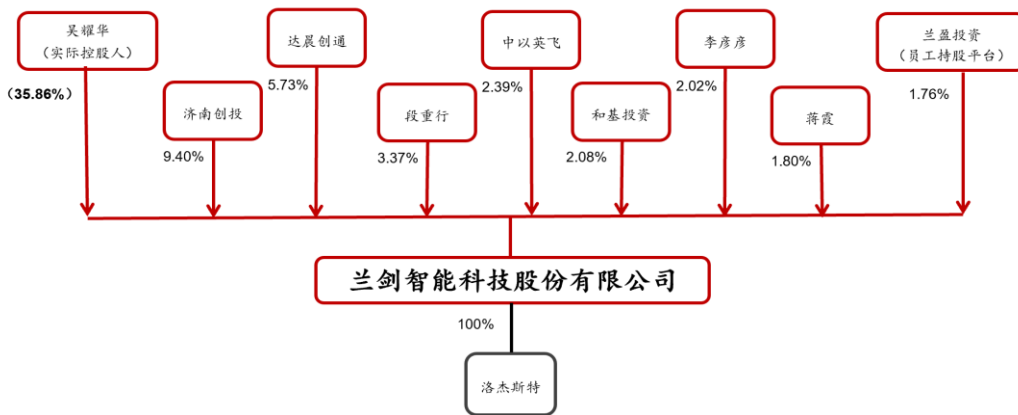 吴耀华
（实际控股人）
达晨创通
中以英飞
李彦彦
兰盈投资
（员工持股平台）
（35.86%）
5.73%
2.39%
2.02%
1.76%
济南创投
段重行
和基投资
蒋霞
9.40%
3.37%
2.08%
1.80%
兰剑智能科技股份有限公司
100%
洛杰斯特